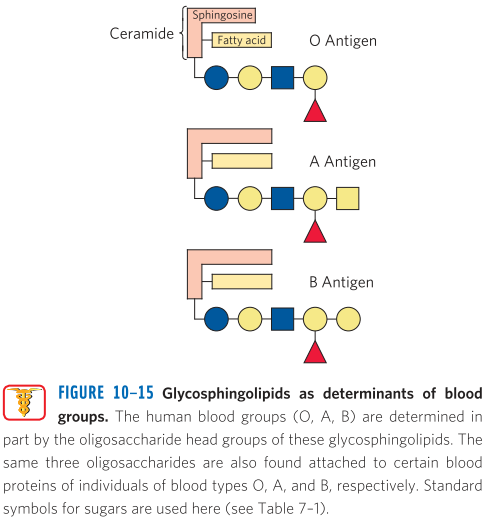 Sphingosine
Ceramide
Fatty acid
O Antigen
A Antigen
B Antigen
FIGURE 10–15 Glycosphingolipids as determinants of blood
groups. The human blood groups (O, A, B) are determined in
part by the oligosaccharide head groups of these glycosphingolipids. The
same three oligosaccharides are also found attached to certain blood
proteins of individuals of blood types O, A, and B, respectively. Standard
symbols for sugars are used here (see Table 7–1).